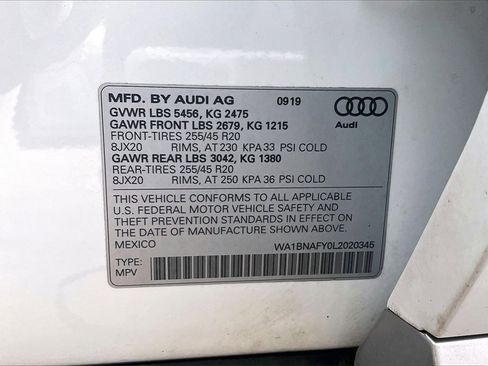 MFD. BY AUDI AG 0919
GVWR LBS 5456, KG 2475
GAWR FRONT LBS 2679, KG 1215
FRONT-TIRES 255/45 R20
8JX20 RIMS, AT 230 KPA 33 PSI COLD
GAWR REAR LBS 3042, KG 1380
REAR-TIRES 255/45 R20
8JX20 RIMS, AT 250 KPA 36 PSI COLD
Audi
THIS VEHICLE CONFORMS TO ALL APPLICABLE
U.S. FEDERAL MOTOR VEHICLE SAFETY AND
THEFT PREVENTION STANDARDS IN EFFECT ON
THE DATE OF MANUFACTURE SHOWN ABOVE.
MEXICO WA1BNAFY0L2020345
TYPE:
MPV